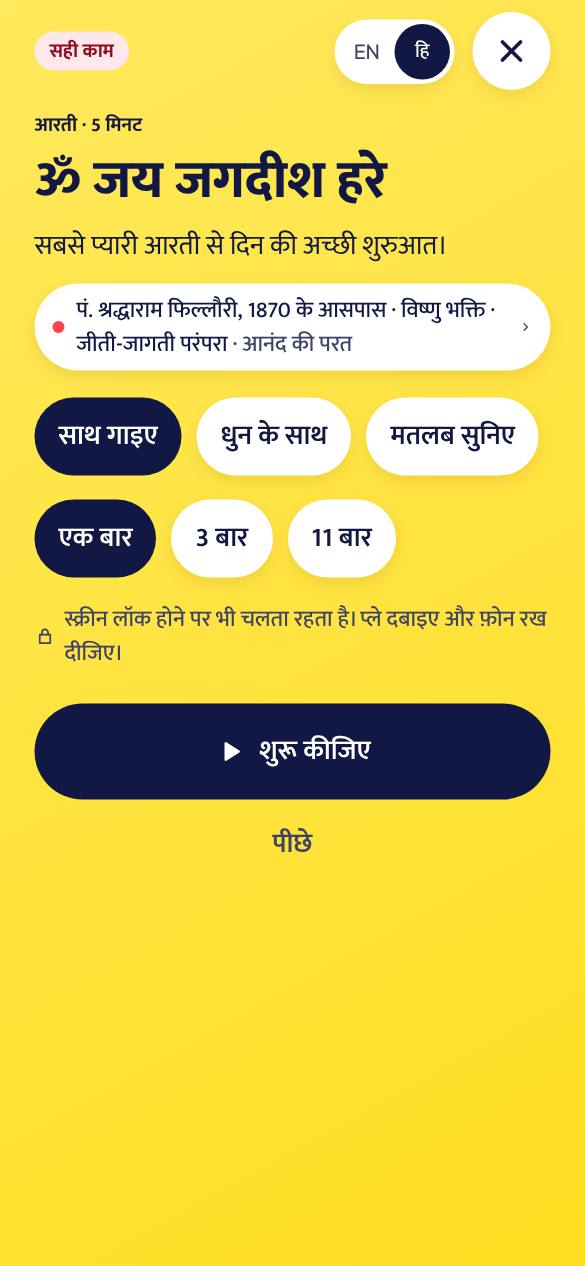 सही काम
EN हि
आरती · 5 मिनट
ॐ जय जगदीश हरे
सबसे प्यारी आरती से दिन की अच्छी शुरुआत।
पं. श्रद्धाराम फिल्लौरी, 1870 के आसपास · विष्णु भक्ति ·
जीती-जागती परंपरा · आनंद की परत
साथ गाइए धुन के साथ मतलब सुनिए
एक बार 3 बार 11 बार
स्क्रीन लॉक होने पर भी चलता रहता है। प्ले दबाइए और फ़ोन रख
दीजिए।
शुरू कीजिए
पीछे